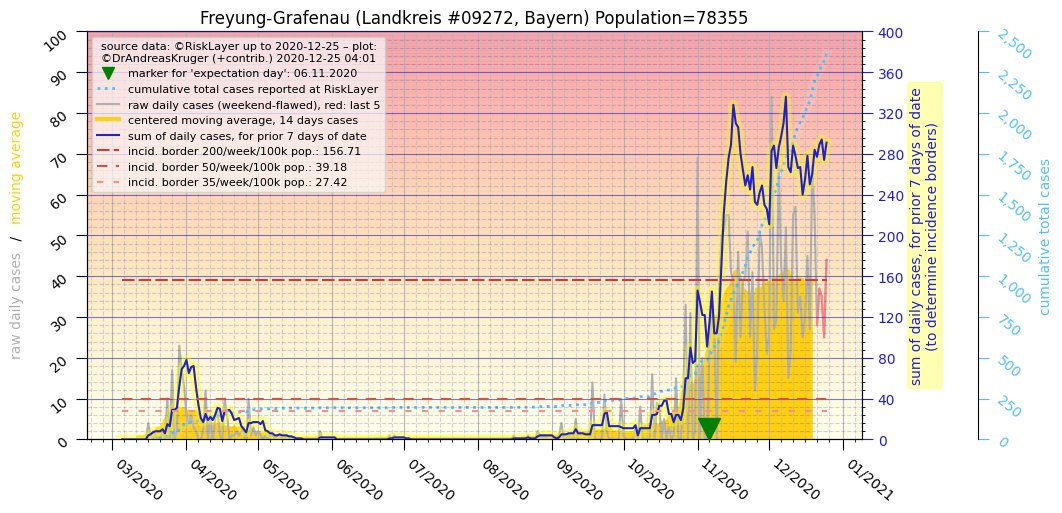 Freyung-Grafenau (Landkreis #09272, Bayern) Population=78355
source data: ©RiskLayer up to 2020-12-25 – plot:
©DrAndreasKruger (+contrib.) 2020-12-25 04:01
marker for 'expectation day': 06.11.2020
cumulative total cases reported at RiskLayer
raw daily cases (weekend-flawed), red: last 5
centered moving average, 14 days cases
sum of daily cases, for prior 7 days of date
incid. border 200/week/100k pop.: 156.71
incid. border 50/week/100k pop.: 39.18
incid. border 35/week/100k pop.: 27.42
raw daily cases / moving average
100
90
80
70
60
50
40
30
20
10
0
03/2020
04/2020
05/2020
06/2020
07/2020
08/2020
09/2020
10/2020
11/2020
12/2020
01/2021
400
360
320
280
240
200
160
120
80
40
0
sum of daily cases, for prior 7 days of date
(to determine incidence borders)
2,500
2,250
2,000
1,750
1,500
1,250
1,000
750
500
250
0
cumulative total cases